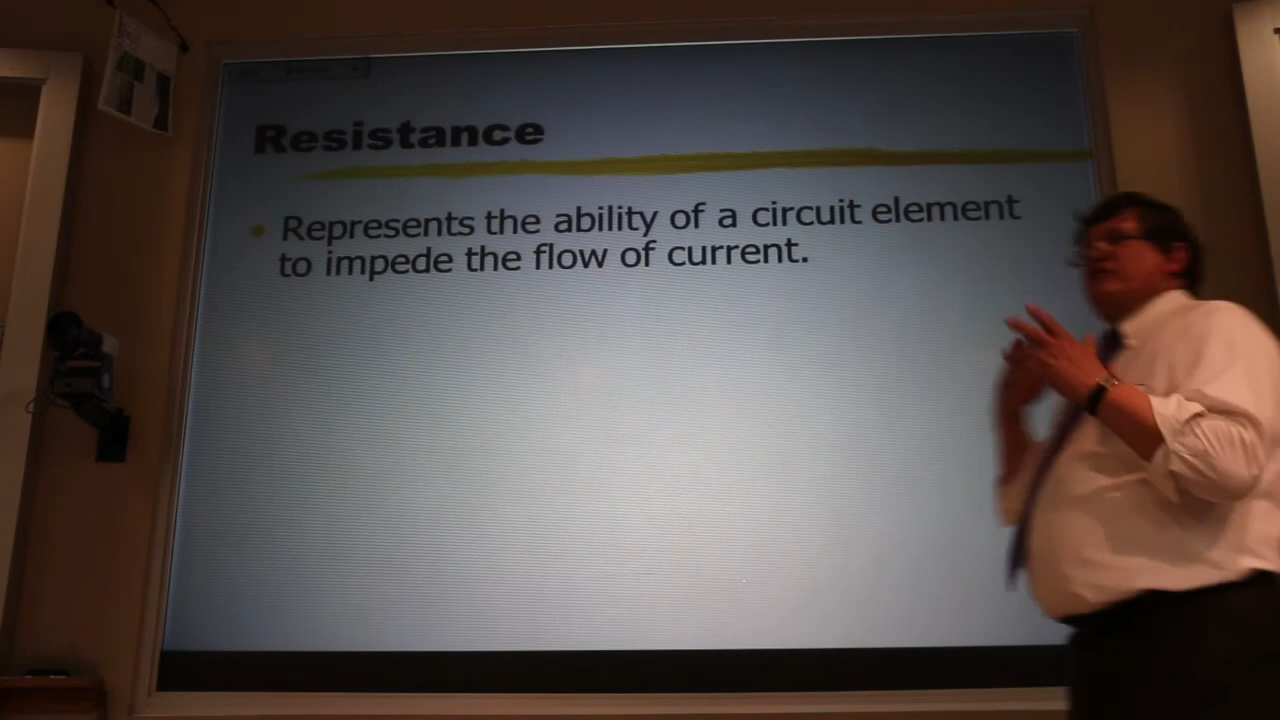 Resistance
Represents the ability of a circuit element
to impede the flow of current.